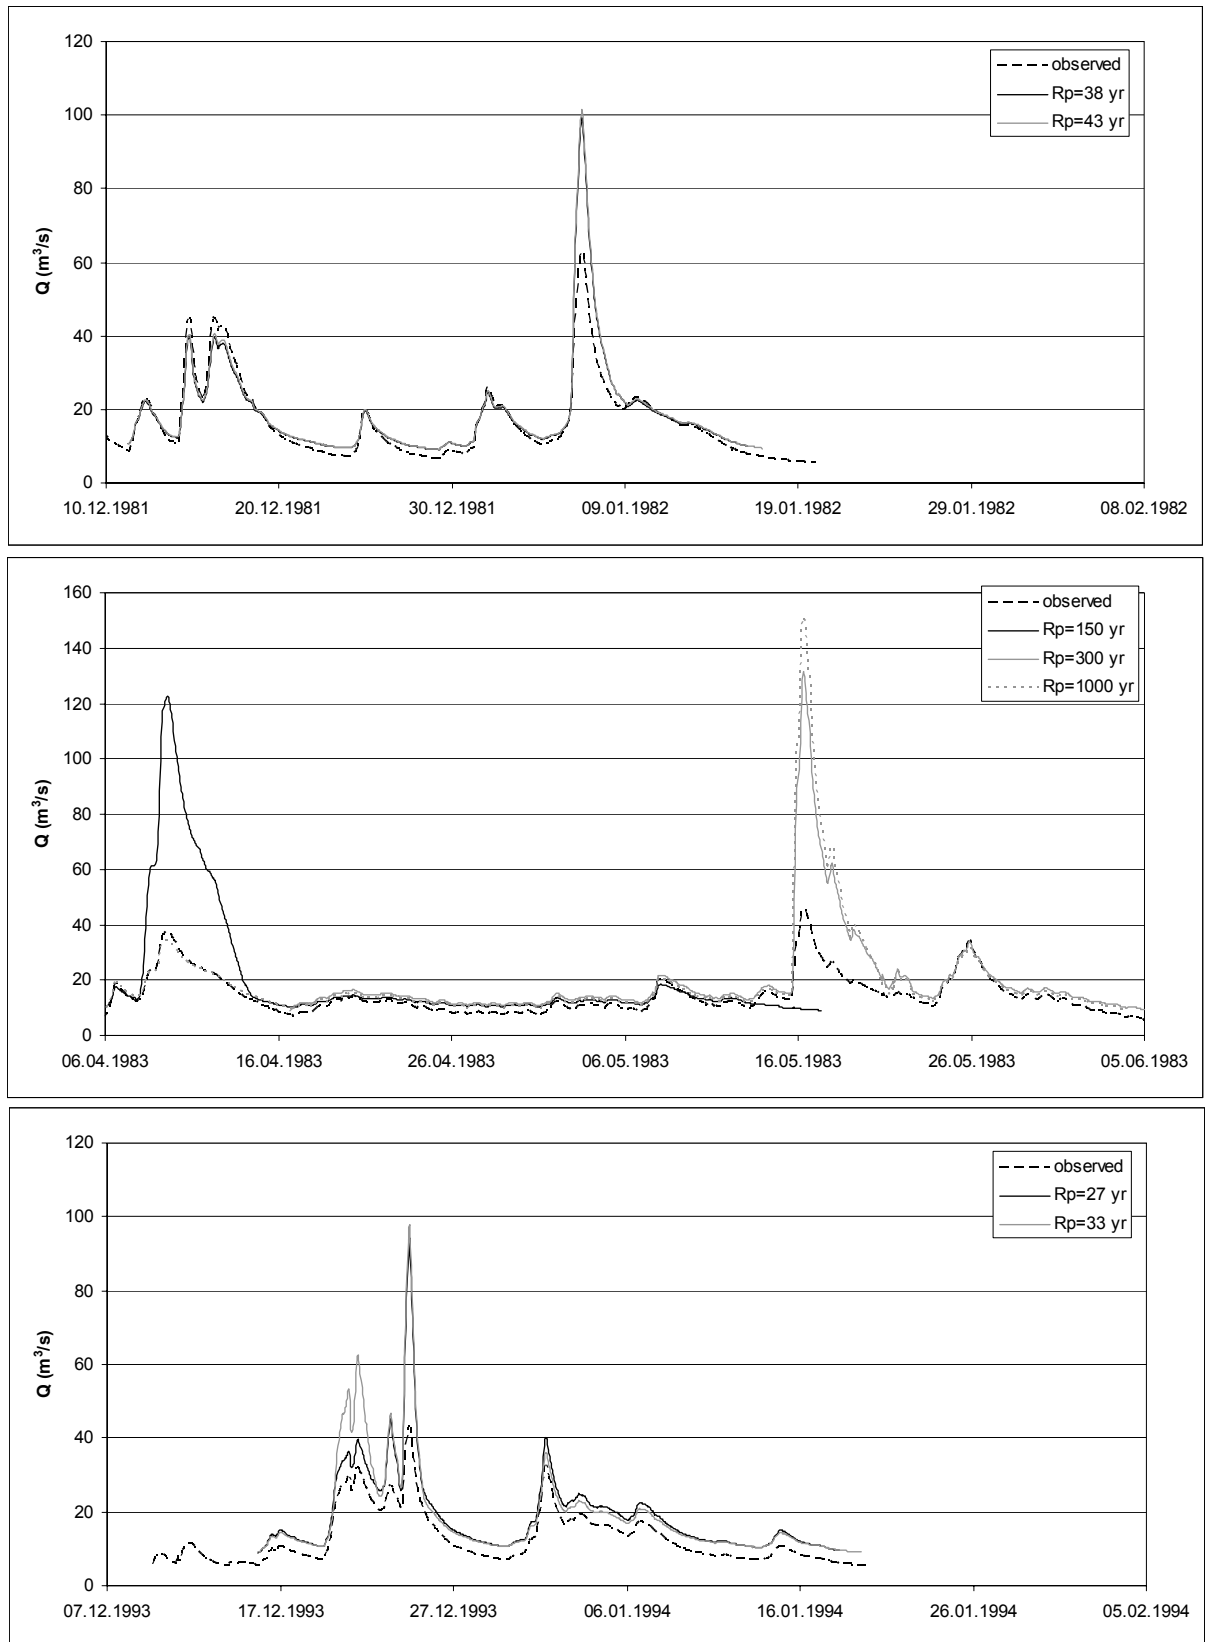 120
100
80
60
40
20
0
Q (m³/s)
10.12.1981 20.12.1981 30.12.1981 09.01.1982 19.01.1982 29.01.1982 08.02.1982
observed
Rp=38 yr
Rp=43 yr
160
140
120
100
80
60
40
20
0
Q (m³/s)
06.04.1983 16.04.1983 26.04.1983 06.05.1983 16.05.1983 26.05.1983 05.06.1983
observed
Rp=150 yr
Rp=300 yr
Rp=1000 yr
120
100
80
60
40
20
0
Q (m³/s)
07.12.1993 17.12.1993 27.12.1993 06.01.1994 16.01.1994 26.01.1994 05.02.1994
observed
Rp=27 yr
Rp=33 yr